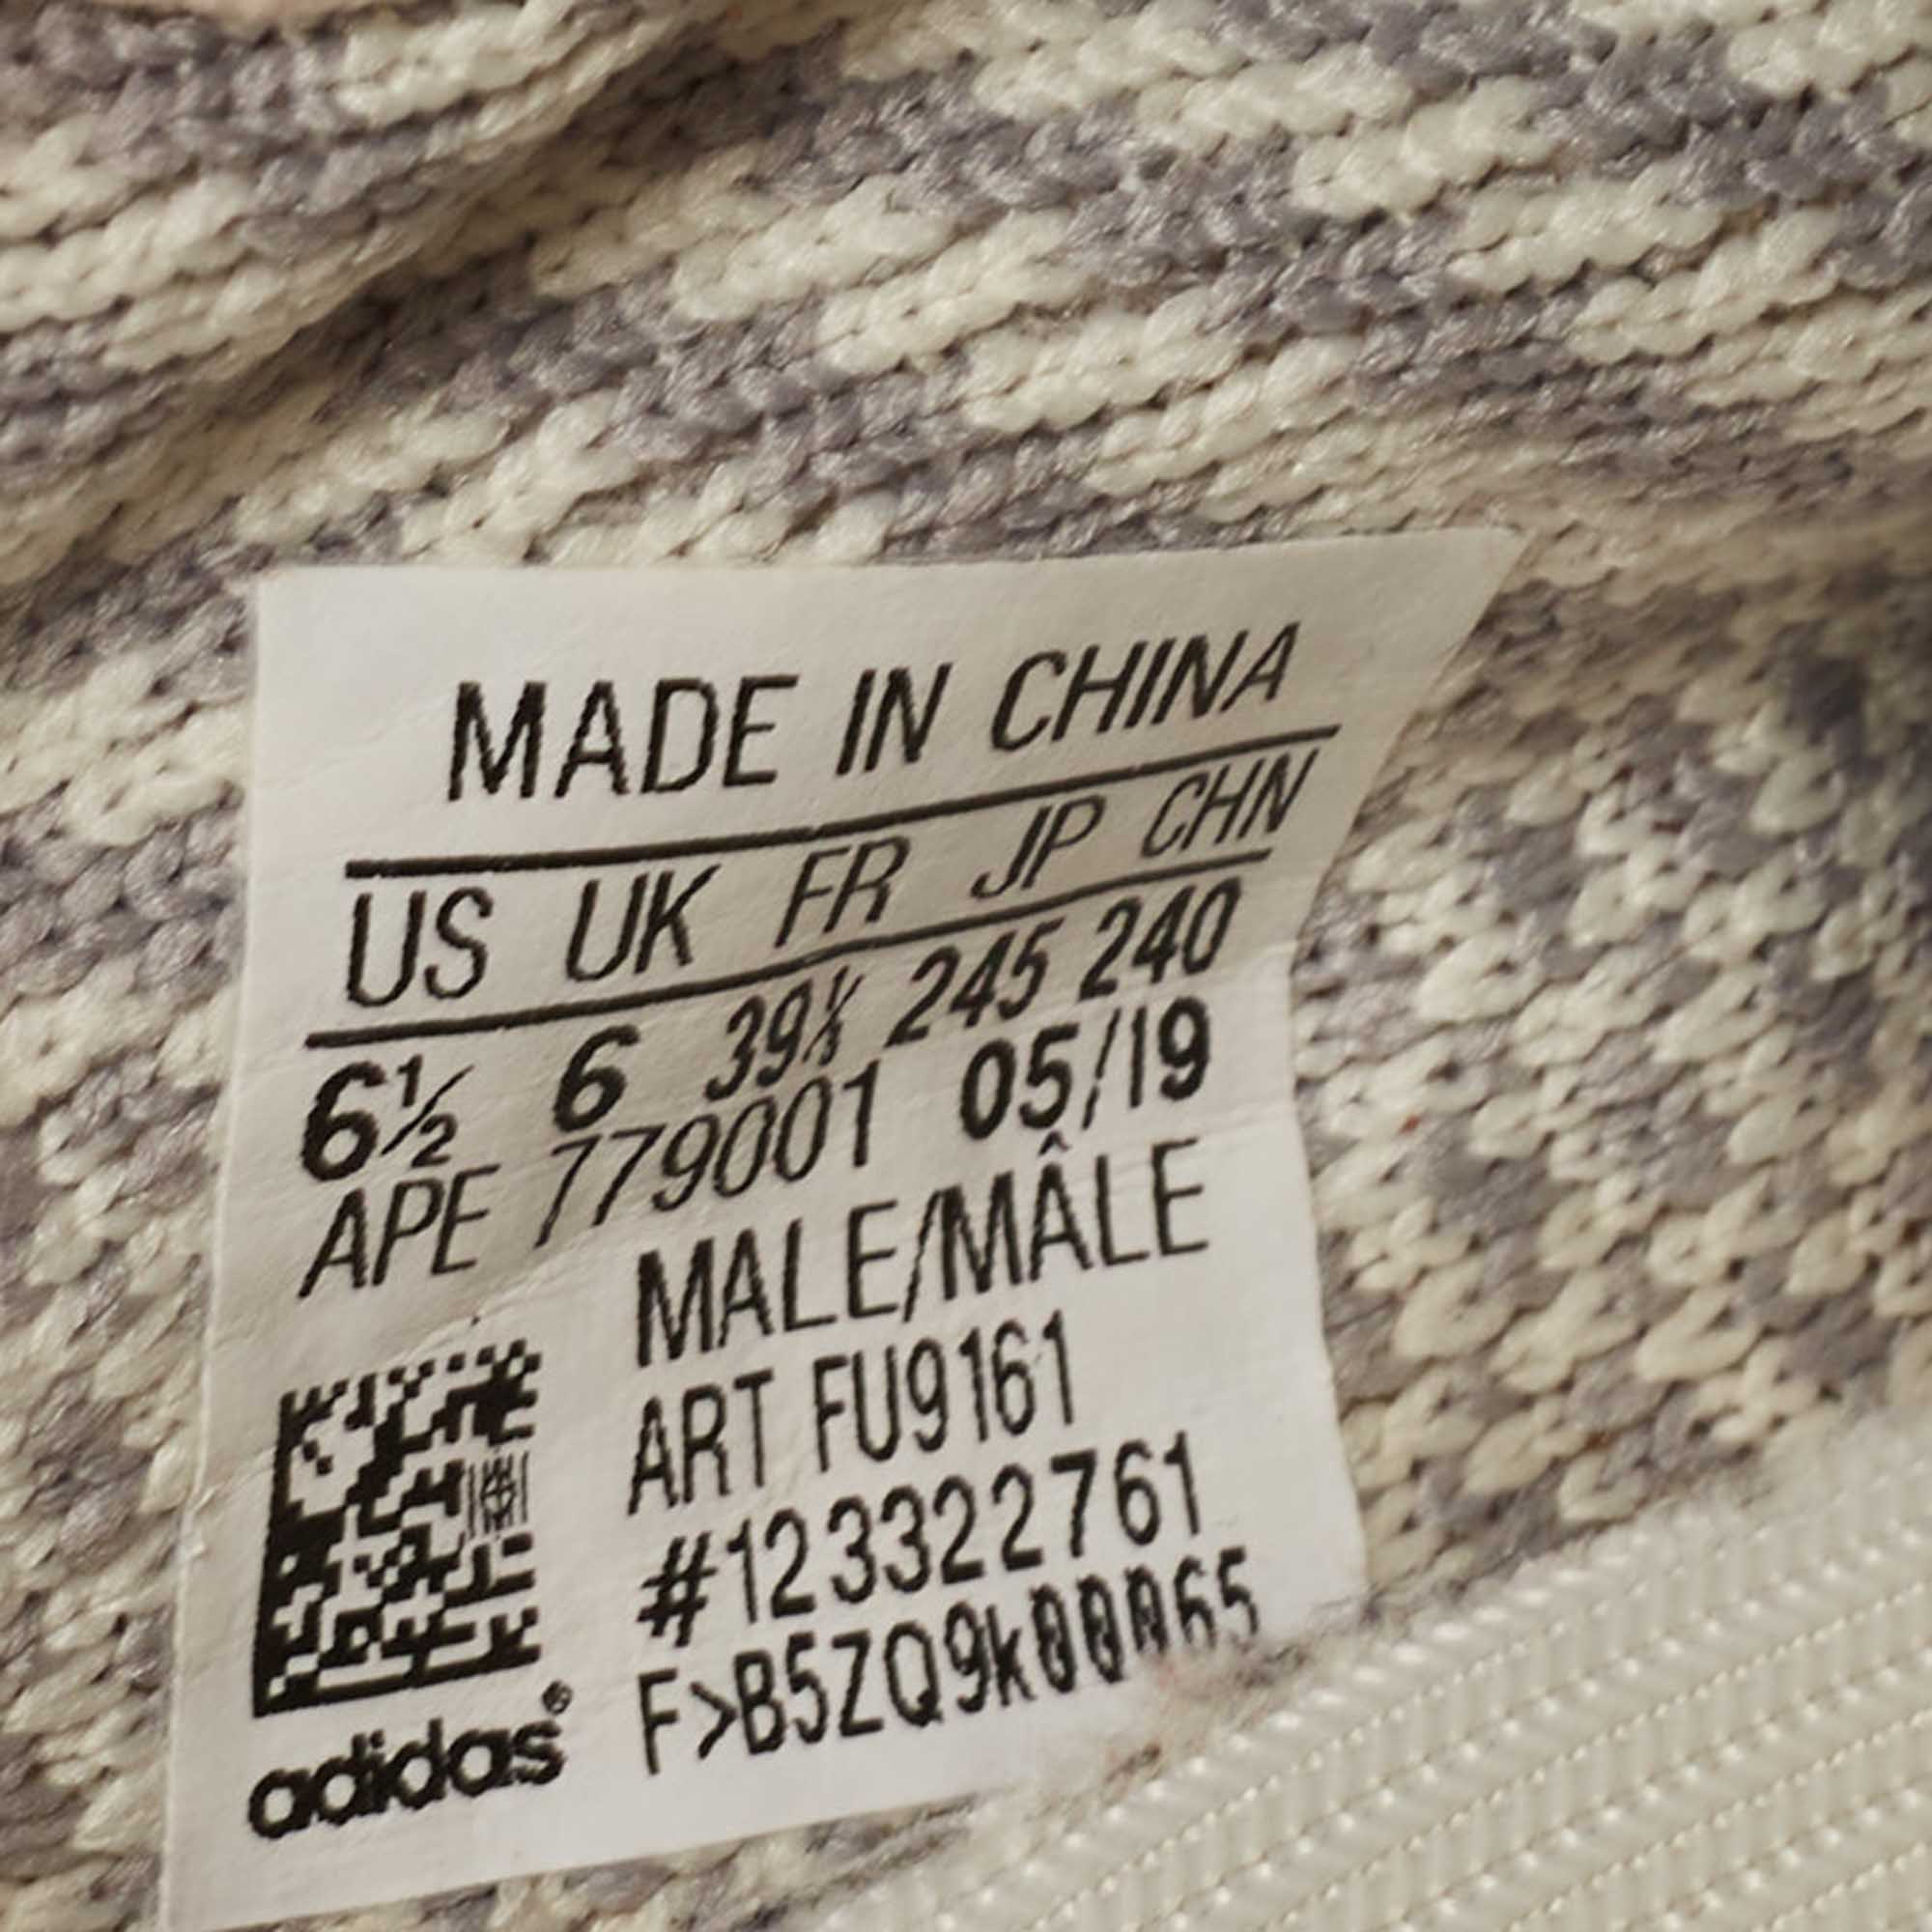 MADE IN CHINA
US UK FR JP CHN
6½ 6 39⅓ 245 240
APE 779001 05/19
MALE/MÂLE
ART FU9161
#123322761
F>B5ZQ9k00065
adidas®